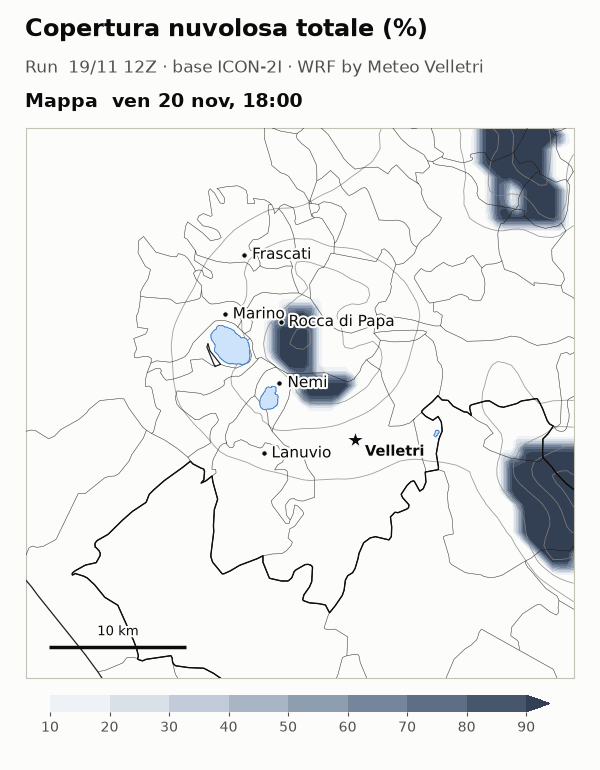 Copertura nuvolosa totale (%)
Run  19/11 12Z · base ICON-2I · WRF by Meteo Velletri
Mappa  ven 20 nov, 18:00
Frascati
Marino
Rocca di Papa
Nemi
Velletri
Lanuvio
10 km
10 20 30 40 50 60 70 80 90